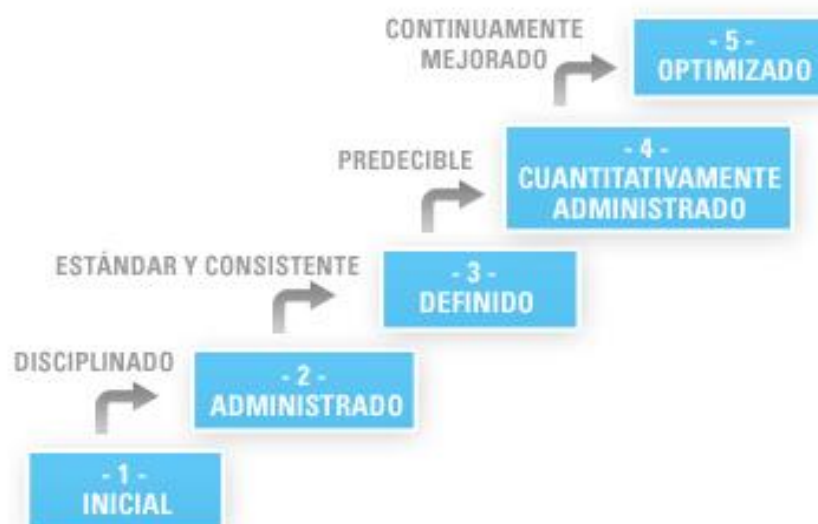 CONTINUAMENTE
MEJORADO
- 5 -
OPTIMIZADO
PREDECIBLE
- 4 -
CUANTITATIVAMENTE
ADMINISTRADO
ESTÁNDAR Y CONSISTENTE
- 3 -
DEFINIDO
DISCIPLINADO
- 2 -
ADMINISTRADO
- 1 -
INICIAL